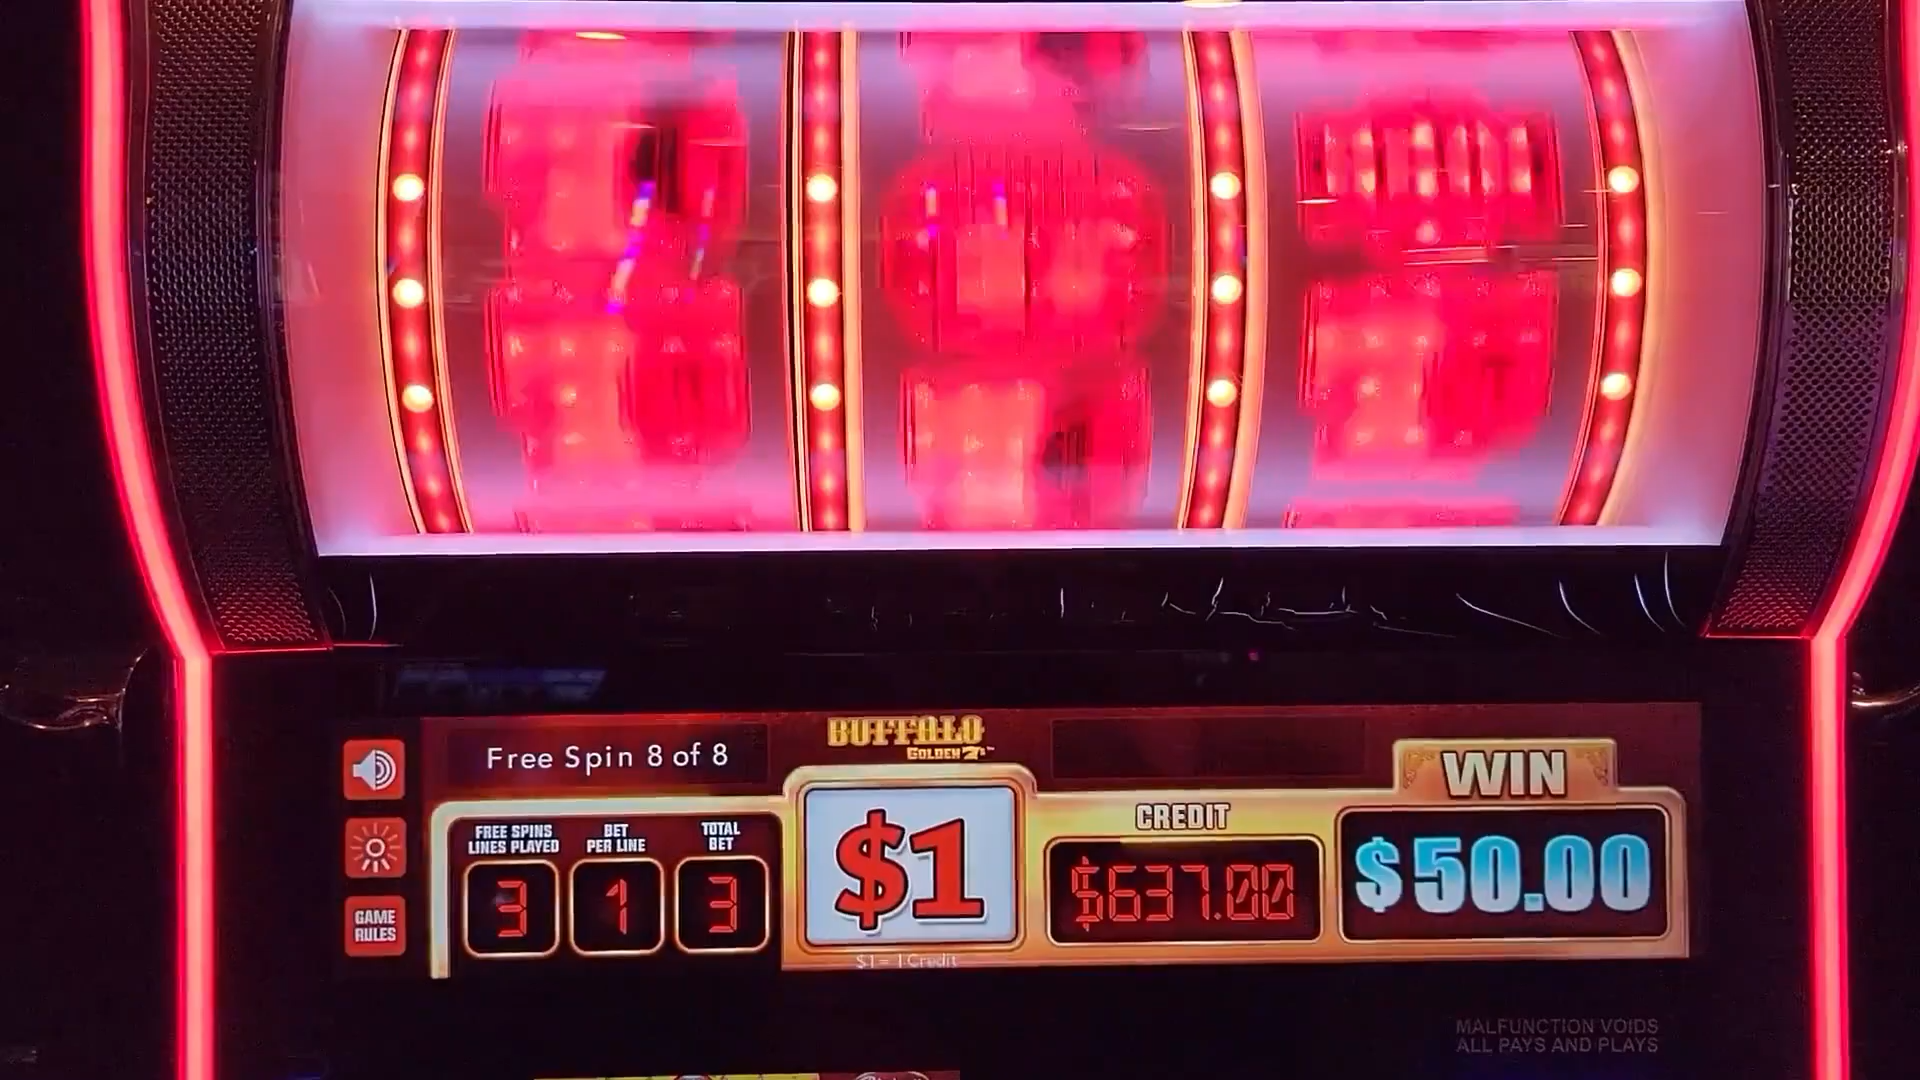 Free Spin 8 of 8
BUFFALO
GOLDEN 7s™
FREE SPINS
LINES PLAYED
3
BET
PER LINE
1
TOTAL
BET
3
$1
$1 = 1 Credit
CREDIT
$637.00
WIN
$50.00
GAME
RULES
MALFUNCTION VOIDS
ALL PAYS AND PLAYS